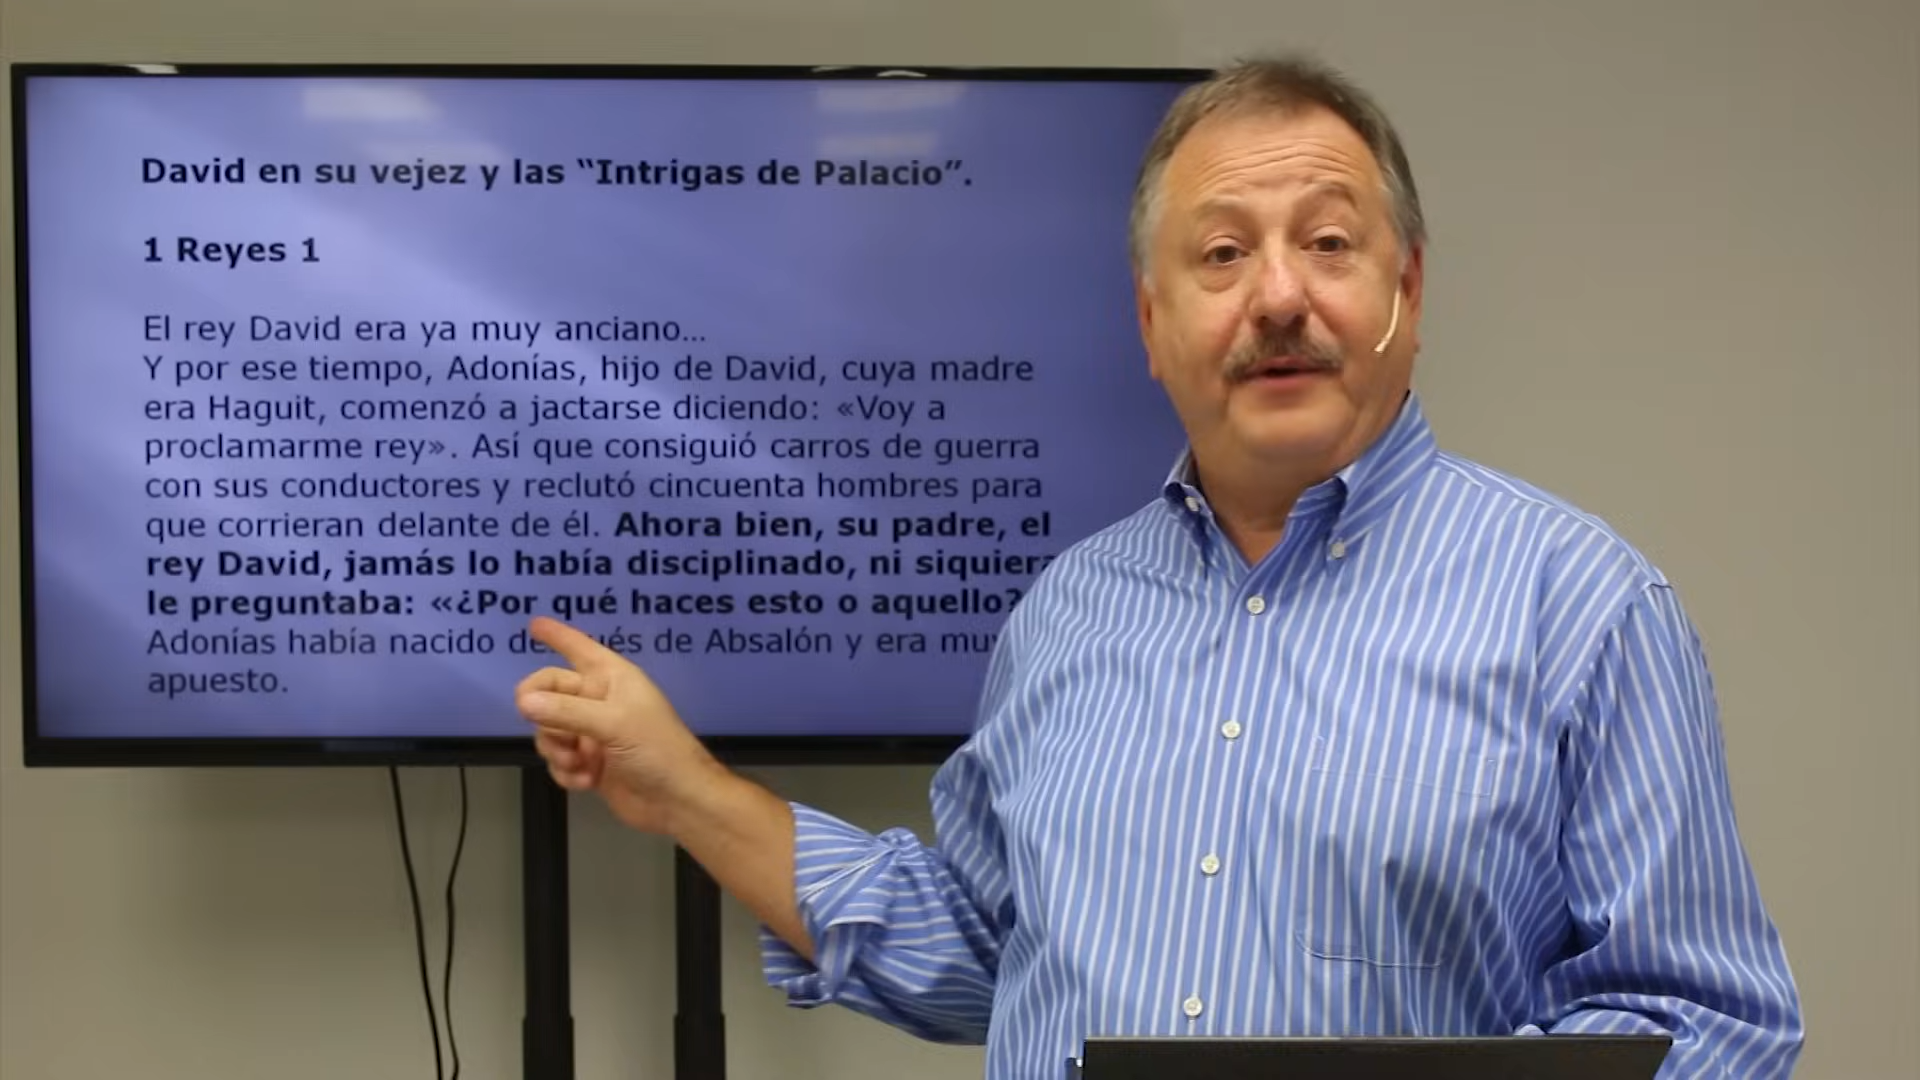 David en su vejez y las “Intrigas de Palacio”.
1 Reyes 1
El rey David era ya muy anciano...
Y por ese tiempo, Adonías, hijo de David, cuya madre
era Haguit, comenzó a jactarse diciendo: «Voy a
proclamarme rey». Así que consiguió carros de guerra
con sus conductores y reclutó cincuenta hombres para
que corrieran delante de él. Ahora bien, su padre, el
rey David, jamás lo había disciplinado, ni siquiera
le preguntaba: «¿Por qué haces esto o aquello?
Adonías había nacido de Absalón y era
apuesto.